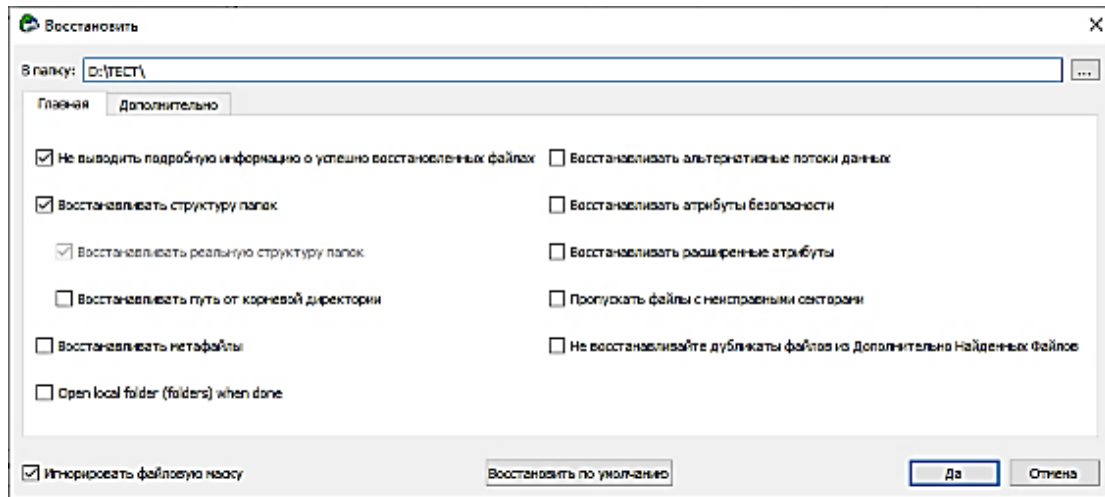 Восстановить
В папку: D:\ТЕСТ\ ...
Главная Дополнительно
Не выводить подробную информацию о успешно восстановленных файлах
Восстанавливать альтернативные потоки данных
Восстанавливать структуру папок
Восстанавливать атрибуты безопасности
Восстанавливать реальную структуру папок
Восстанавливать расширенные атрибуты
Восстанавливать путь от корневой директории
Пропускать файлы с неисправными секторами
Восстанавливать метафайлы
Не восстанавливайте дубликаты файлов из Дополнительно Найденных Файлов
Open local folder (folders) when done
Игнорировать файловую маску
Восстановить по умолчанию
Да
Отмена